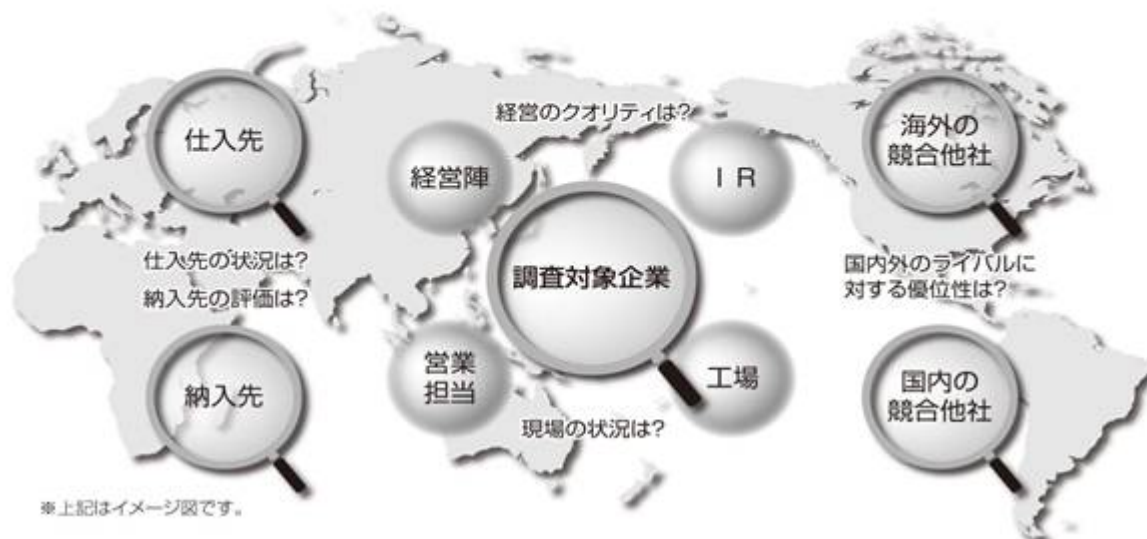 経営のクオリティは?
仕入先
経営陣
I R
海外の
競合他社
調査対象企業
仕入先の状況は?
納入先の評価は?
国内外のライバルに
対する優位性は?
納入先
営業
担当
工場
国内の
競合他社
現場の状況は?
※上記はイメージ図です。